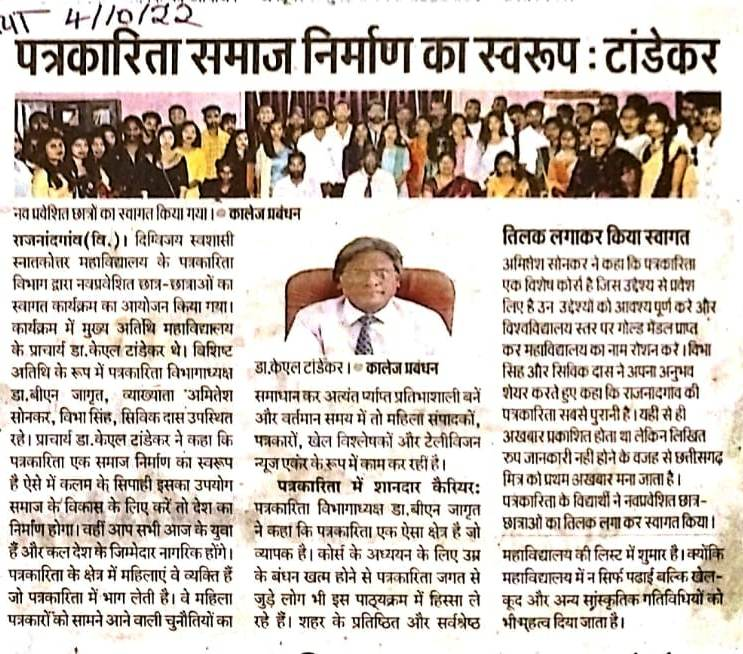 4/10/22
पत्रकारिता समाज निर्माण का स्वरूप : टांडेकर
नव प्रवेशित छात्रों का स्वागत किया गया। ● कालेज प्रबंधन
राजनांदगांव(वि.)। दिग्विजय स्वशासी
स्नातकोत्तर महाविद्यालय के पत्रकारिता
विभाग द्वारा नवप्रवेशित छात्र-छात्राओं का
स्वागत कार्यक्रम का आयोजन किया गया।
कार्यक्रम में मुख्य अतिथि महाविद्यालय
के प्राचार्य डा.केएल टांडेकर थे। विशिष्ट
अतिथि के रूप में पत्रकारिता विभागाध्यक्ष
डा.बीएन जागृत, व्याख्याता अमितेश
सोनकर, विभा सिंह, सिविक दास उपस्थित
रहे। प्राचार्य डा.केएल टांडेकर ने कहा कि
पत्रकारिता एक समाज निर्माण का स्वरूप
है ऐसे में कलम के सिपाही इसका उपयोग
समाज के विकास के लिए करें तो देश का
निर्माण होगा। वहीं आप सभी आज के युवा
हैं और कल देश के जिम्मेदार नागरिक होंगे।
पत्रकारिता के क्षेत्र में महिलाएं वे व्यक्ति हैं
जो पत्रकारिता में भाग लेती है। वे महिला
पत्रकारों को सामने आने वाली चुनौतियों का
डा.केएल टांडेकर। ● कालेज प्रबंधन
समाधान कर अत्यंत र्प्याप्त प्रतिभाशाली बनें
और वर्तमान समय में तो महिला संपादकों,
पत्रकारों, खेल विश्लेषकों और टेलीविजन
न्यूज एंकर के रूप में काम कर रहीं है।
पत्रकारिता में शानदार कैरियर:
पत्रकारिता विभागाध्यक्ष डा.बीएन जागृत
ने कहा कि पत्रकारिता एक ऐसा क्षेत्र है जो
व्यापक है। कोर्स के अध्ययन के लिए उम्र
के बंधन खत्म होने से पत्रकारिता जगत से
जुड़े लोग भी इस पाठ्यक्रम में हिस्सा ले
रहे हैं। शहर के प्रतिष्ठित और सर्वश्रेष्ठ
तिलक लगाकर किया स्वागत
अमितेश सोनकर ने कहा कि पत्रकारिता
एक विशेष कोर्स है जिस उद्देश्य से प्रवेश
लिए है उन उद्देश्यों को आवश्य पूर्ण करे और
विश्वविद्यालय स्तर पर गोल्ड मेडल प्राप्त
कर महाविद्यालय का नाम रोशन करें। विभा
सिंह और सिविक दास ने अपना अनुभव
शेयर करते हुए कहा कि राजनादगांव की
पत्रकारिता सबसे पुरानी है। यही से ही
अखबार प्रकाशित होता था लेकिन लिखित
रुप जानकारी नही होने के वजह से छत्तीसगढ़
मित्र को प्रथम अखबार मना जाता है।
पत्रकारिता के विद्यार्थी ने नवप्रवेशित छात्र-
छात्राओं का तिलक लगा कर स्वागत किया।
महाविद्यालय की लिस्ट में शुमार है। क्योंकि
महाविद्यालय में न सिर्फ पढाई बल्कि खेल-
कूद और अन्य सांस्कृतिक गतिविधियों को
भी महत्व दिया जाता है।